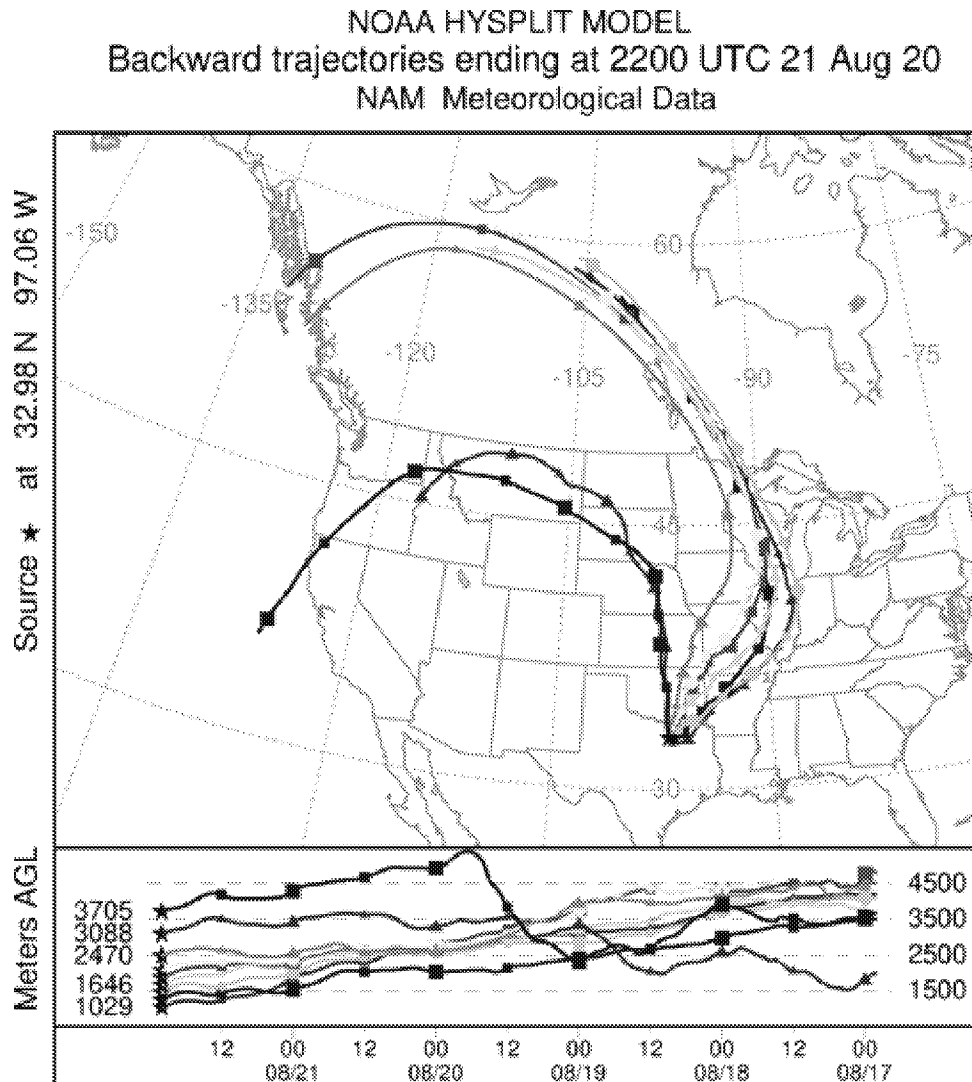 NOAA HYSPLIT MODEL
Backward trajectories ending at 2200 UTC 21 Aug 20
NAM Meteorological Data
Source ★ at 32.98 N 97.06 W
-150
60
-135
-120
-105
-90
-75
45
30
Meters AGL
3705
3088
2470
1646
1029
4500
3500
2500
1500
12 00 12 00 12 00 12 00 12 00
08/21 08/20 08/19 08/18 08/17